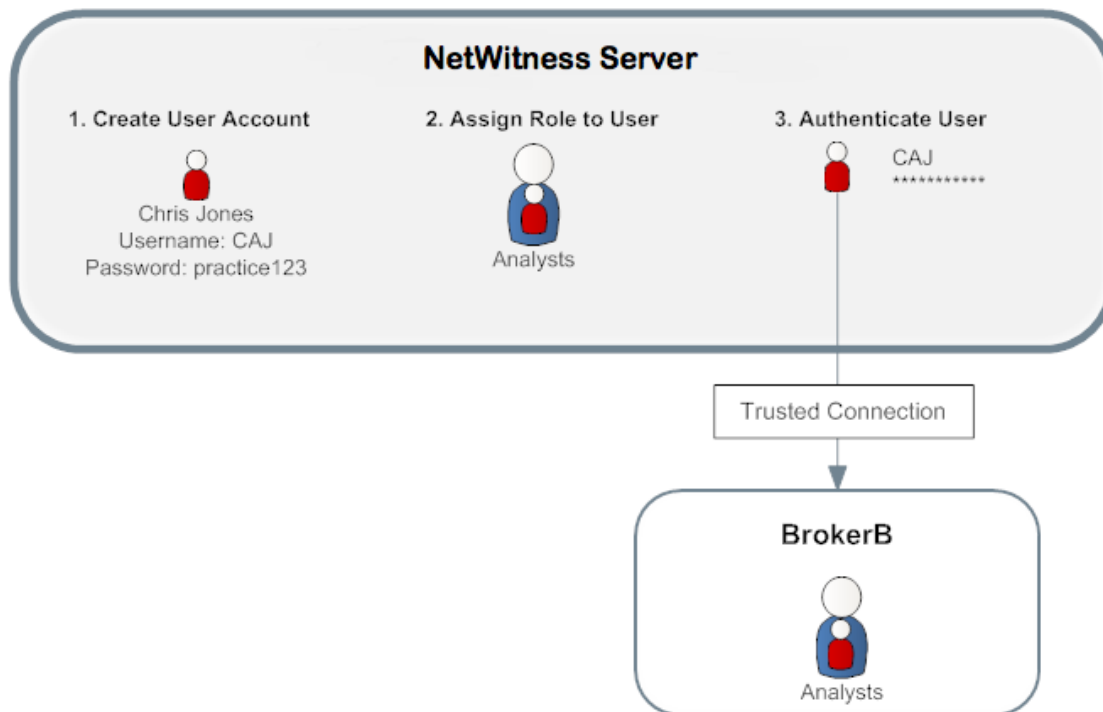 NetWitness Server
1. Create User Account
Chris Jones
Username: CAJ
Password: practice123
2. Assign Role to User
Analysts
3. Authenticate User
CAJ
***********
Trusted Connection
BrokerB
Analysts